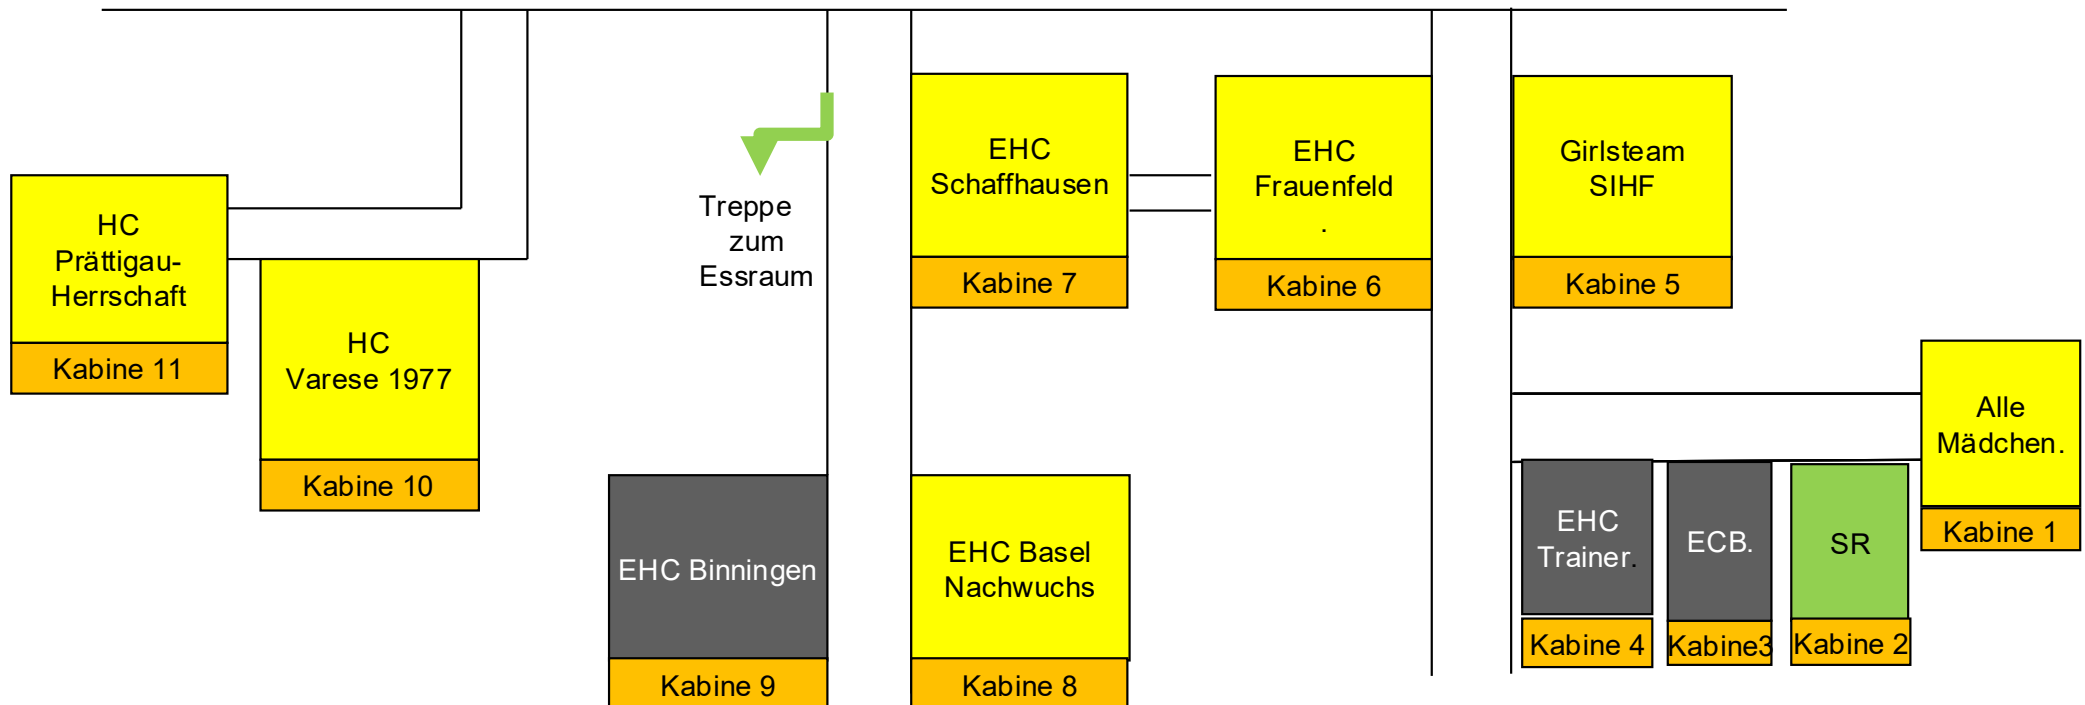 HC
Prättigau-
Herrschaft
Kabine 11
HC
Varese 1977
Kabine 10
Treppe
zum
Essraum
EHC Binningen
Kabine 9
EHC
Schaffhausen
Kabine 7
EHC Basel
Nachwuchs
Kabine 8
EHC
Frauenfeld
.
Kabine 6
Girlsteam
SIHF
Kabine 5
EHC
Trainer.
Kabine 4
ECB.
Kabine3
SR
Kabine 2
Alle
Mädchen.
Kabine 1